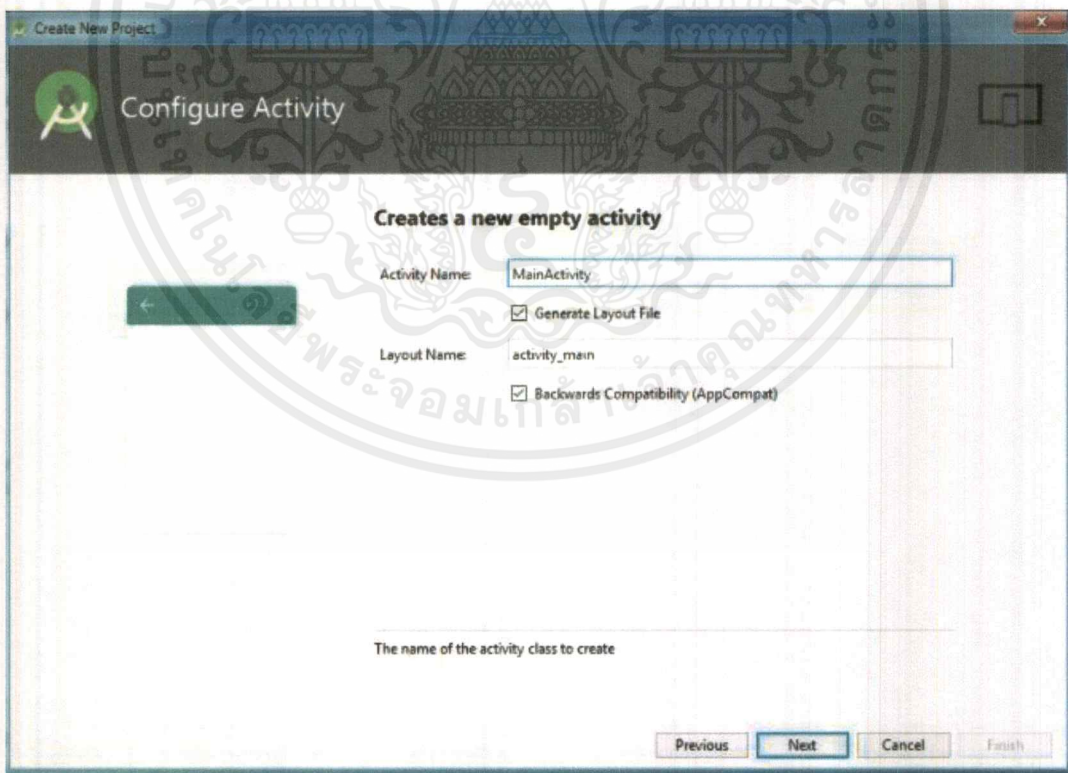 Create New Project
Configure Activity
Creates a new empty activity
Activity Name: MainActivity
Generate Layout File
Layout Name: activity_main
Backwards Compatibility (AppCompat)
The name of the activity class to create
Previous Next Cancel Finish